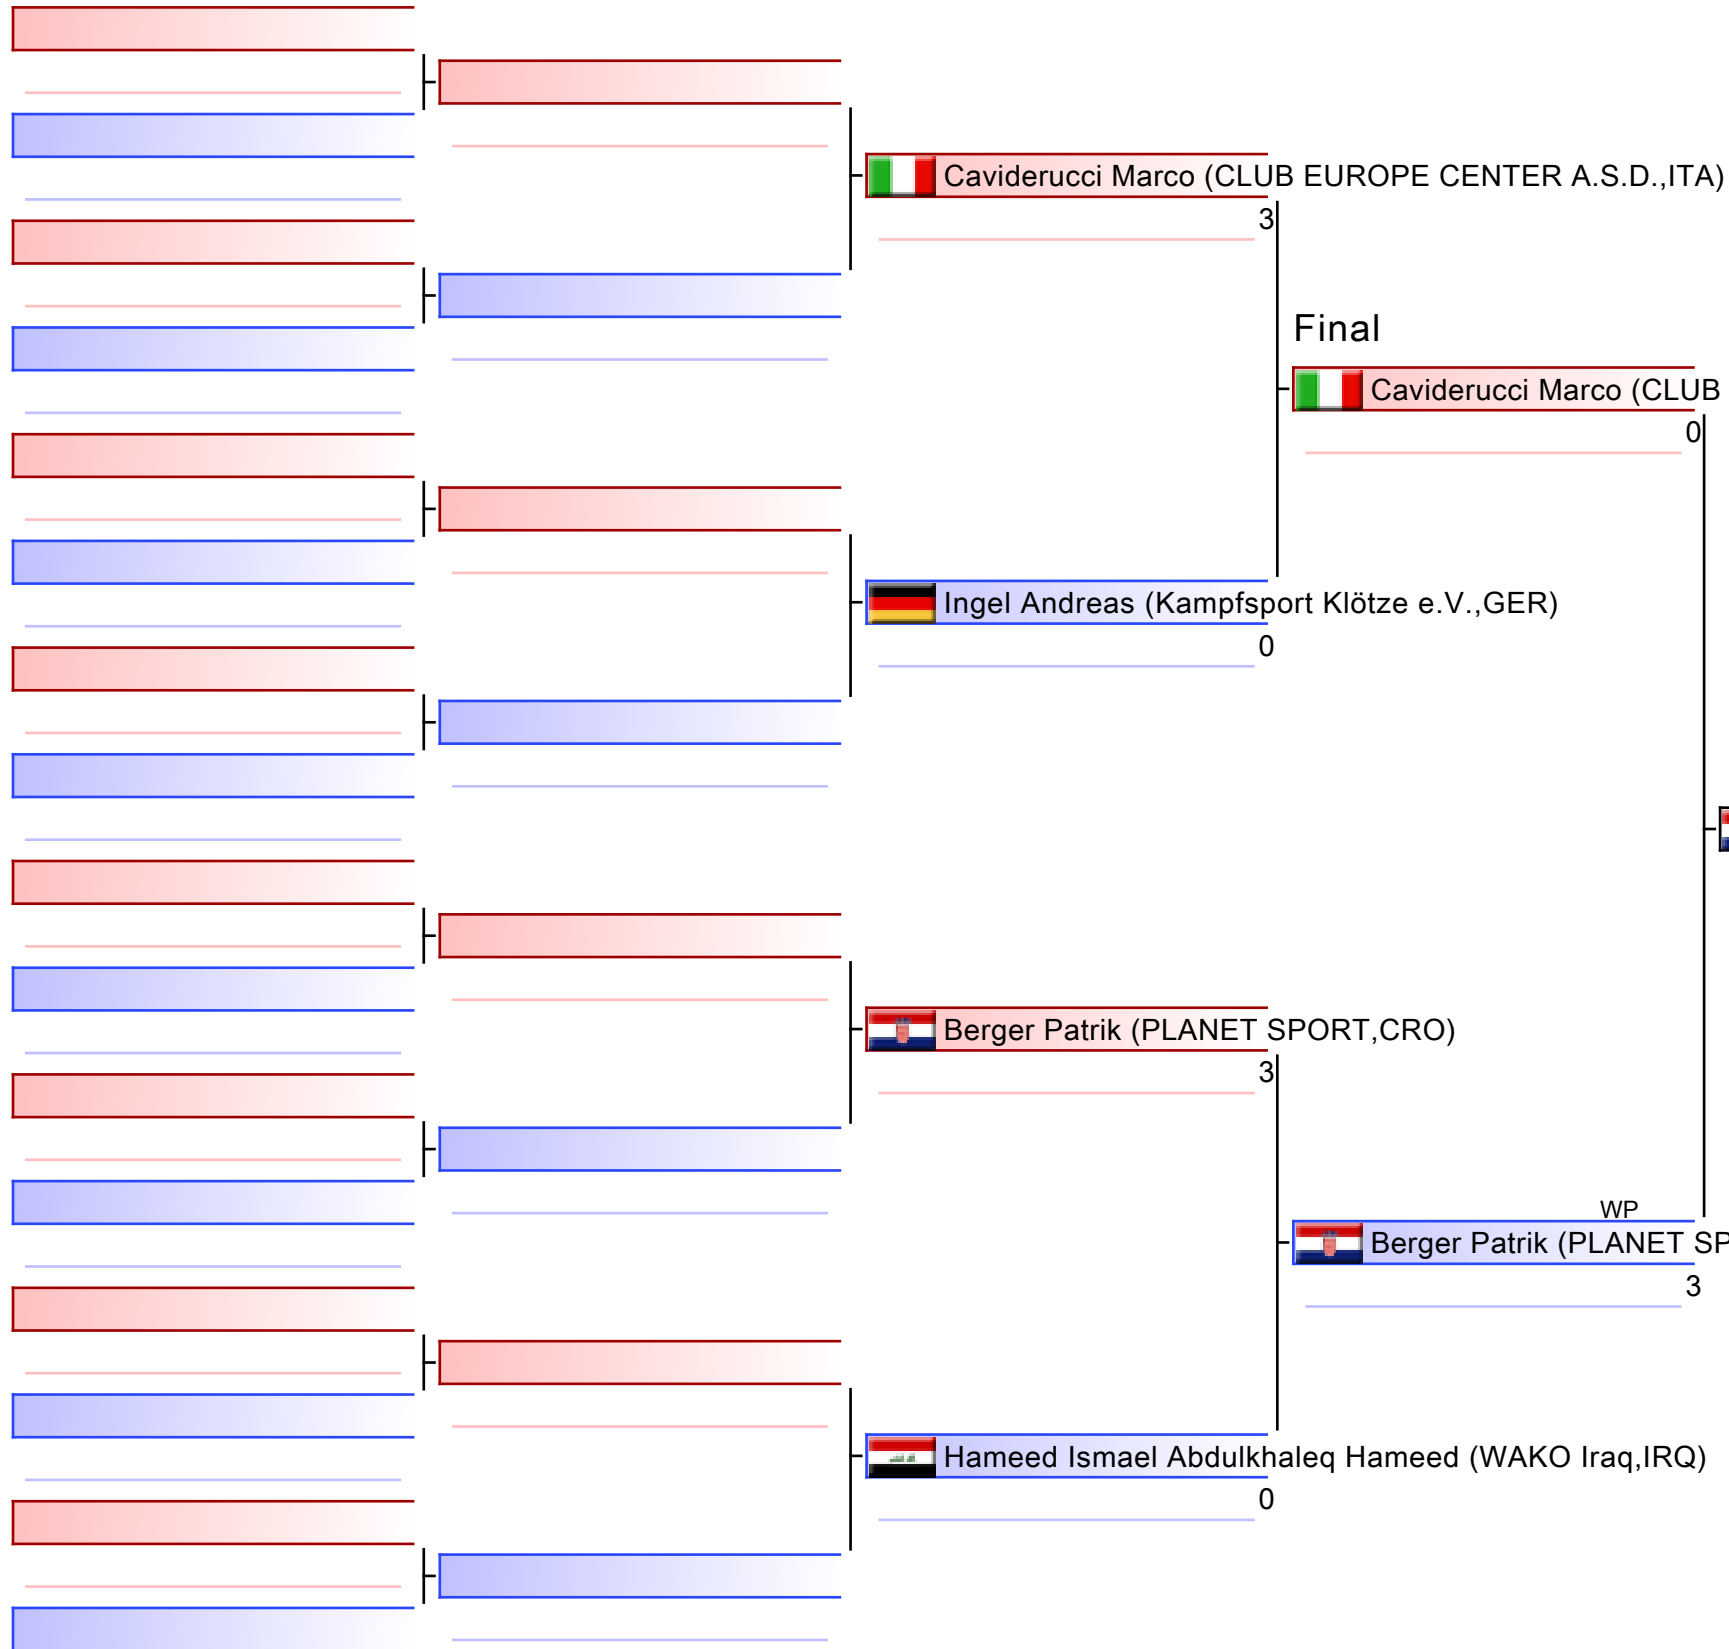 Caviderucci Marco (CLUB EUROPE CENTER A.S.D.,ITA)
3
Final
Caviderucci Marco (CLUB
0
Ingel Andreas (Kampfsport Klötze e.V.,GER)
0
Berger Patrik (PLANET SPORT,CRO)
3
WP
Berger Patrik (PLANET SP
3
Hameed Ismael Abdulkhaleq Hameed (WAKO Iraq,IRQ)
0